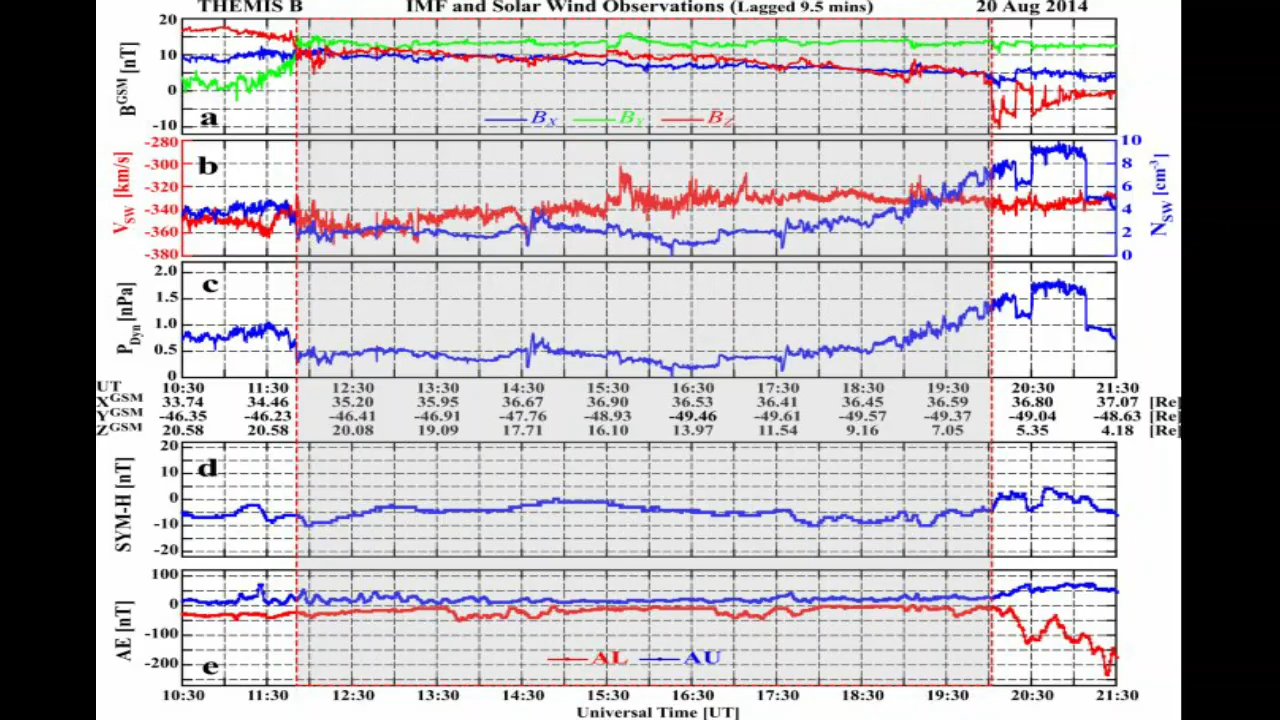 THEMIS B IMF and Solar Wind Observations (Lagged 9.5 mins) 20 Aug 2014
B^GSM [nT]
20
10
0
-10
a
B_X B_Y B_Z
V_SW [km/s]
-280
-300
-320
-340
-360
-380
b
10
8
6
4
2
0
N_SW [cm^-3]
P_Dyn [nPa]
2.0
1.5
1.0
0.5
0
c
UT 10:30 11:30 12:30 13:30 14:30 15:30 16:30 17:30 18:30 19:30 20:30 21:30
X^GSM 33.74 34.46 35.20 35.95 36.67 36.90 36.53 36.41 36.45 36.59 36.80 37.07 [Re]
Y^GSM -46.35 -46.23 -46.41 -46.91 -47.76 -48.93 -49.46 -49.61 -49.57 -49.37 -49.04 -48.63 [Re]
Z^GSM 20.58 20.58 20.08 19.09 17.71 16.10 13.97 11.54 9.16 7.05 5.35 4.18 [Re]
SYM-H [nT]
20
10
0
-10
-20
d
AE [nT]
100
0
-100
-200
e
AL AU
10:30 11:30 12:30 13:30 14:30 15:30 16:30 17:30 18:30 19:30 20:30 21:30
Universal Time [UT]